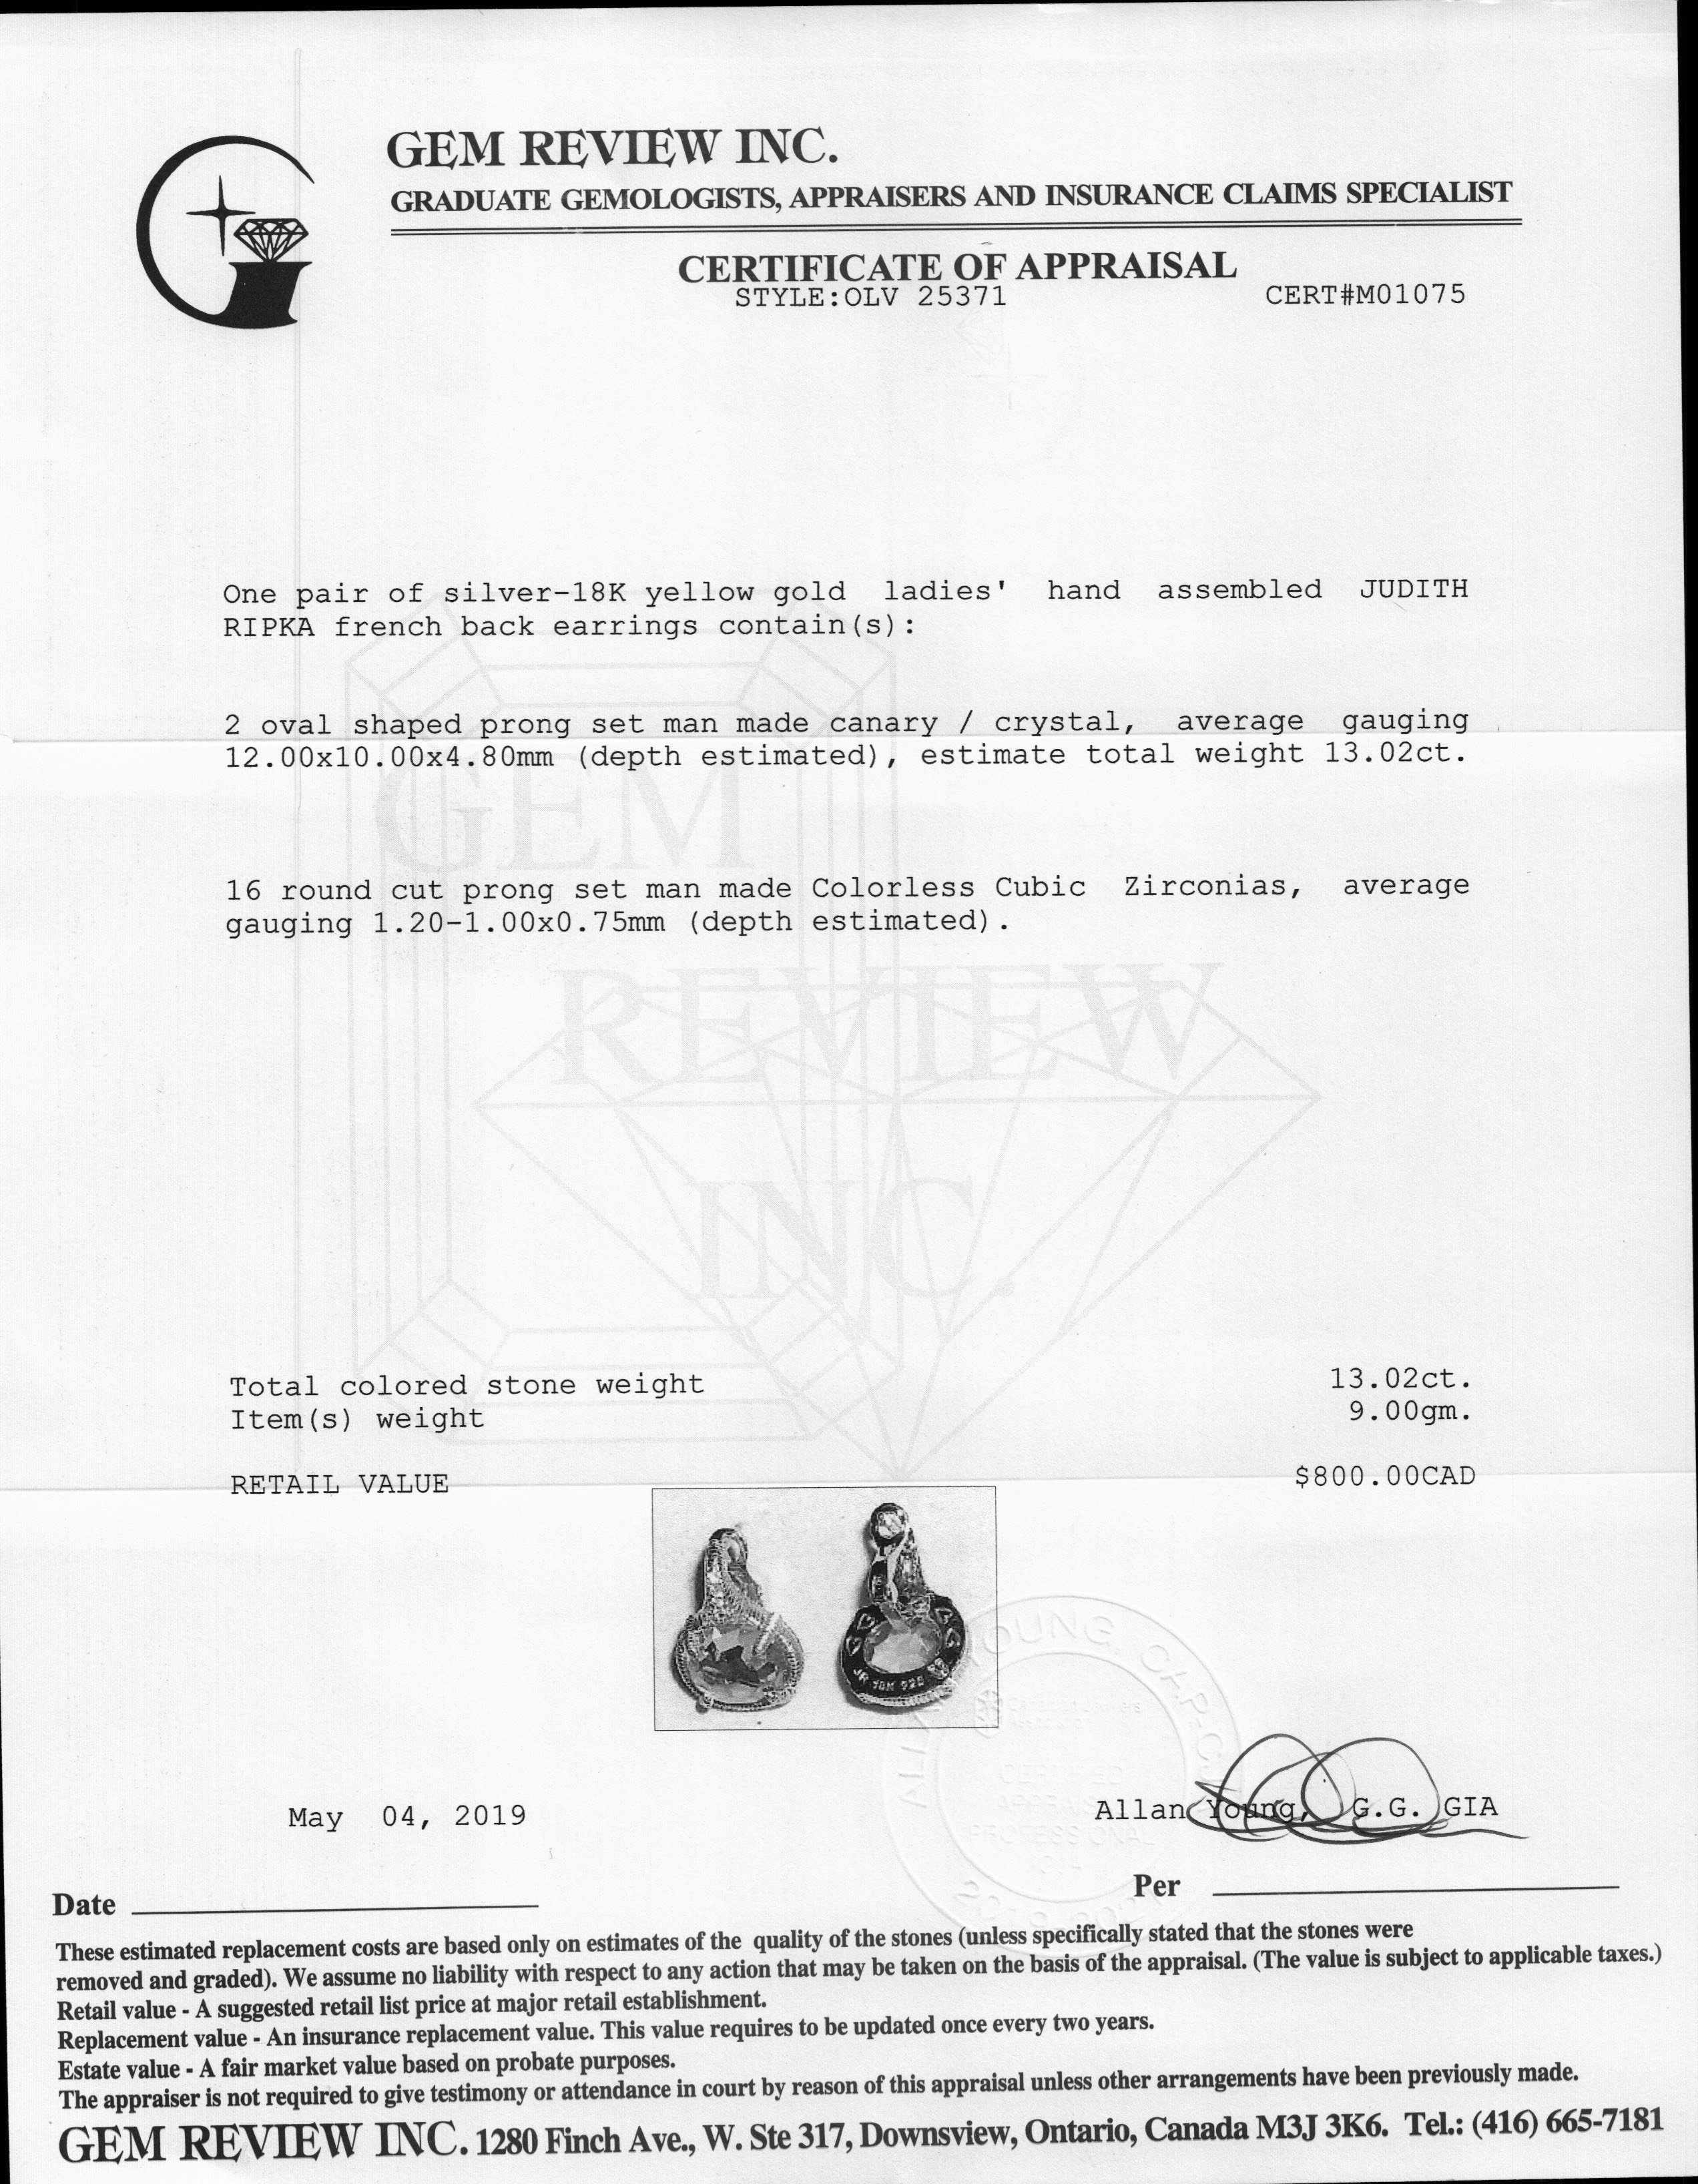 GEM REVIEW INC.
GRADUATE GEMOLOGISTS, APPRAISERS AND INSURANCE CLAIMS SPECIALIST
CERTIFICATE OF APPRAISAL
STYLE:OLV 25371 CERT#M01075
One pair of silver-18K yellow gold ladies' hand assembled JUDITH
RIPKA french back earrings contain(s):
2 oval shaped prong set man made canary / crystal, average gauging
12.00x10.00x4.80mm (depth estimated), estimate total weight 13.02ct.
GEM
16 round cut prong set man made Colorless Cubic Zirconias, average
gauging 1.20-1.00x0.75mm (depth estimated).
REVIEW
INC.
Total colored stone weight 13.02ct.
Item(s) weight 9.00gm.
RETAIL VALUE $800.00CAD
JR 18K 925
YOUNG, CAP-C
May 04, 2019
Allan Young, G.G. GIA
Date
Per
These estimated replacement costs are based only on estimates of the quality of the stones (unless specifically stated that the stones were
removed and graded). We assume no liability with respect to any action that may be taken on the basis of the appraisal. (The value is subject to applicable taxes.)
Retail value - A suggested retail list price at major retail establishment.
Replacement value - An insurance replacement value. This value requires to be updated once every two years.
Estate value - A fair market value based on probate purposes.
The appraiser is not required to give testimony or attendance in court by reason of this appraisal unless other arrangements have been previously made.
GEM REVIEW INC. 1280 Finch Ave., W. Ste 317, Downsview, Ontario, Canada M3J 3K6. Tel.: (416) 665-7181